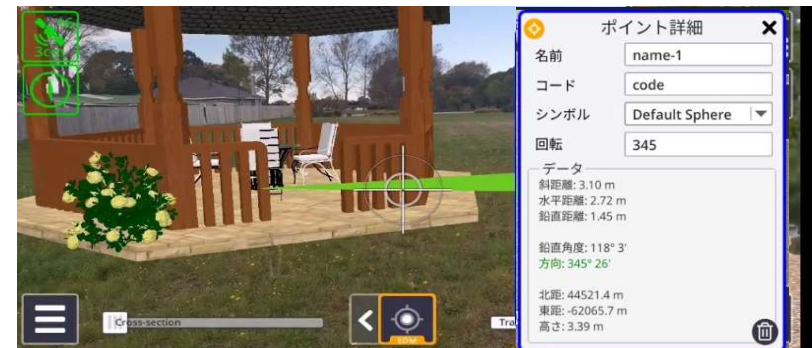 3cm
Cross-section
EDM
Tra
ポイント詳細
名前
name-1
コード
code
シンボル
Default Sphere
回転
345
データ
斜距離: 3.10 m
水平距離: 2.72 m
鉛直距離: 1.45 m
鉛直角度: 118° 3'
方向: 345° 26'
北距: 44521.4 m
東距: -62065.7 m
高さ: 3.39 m